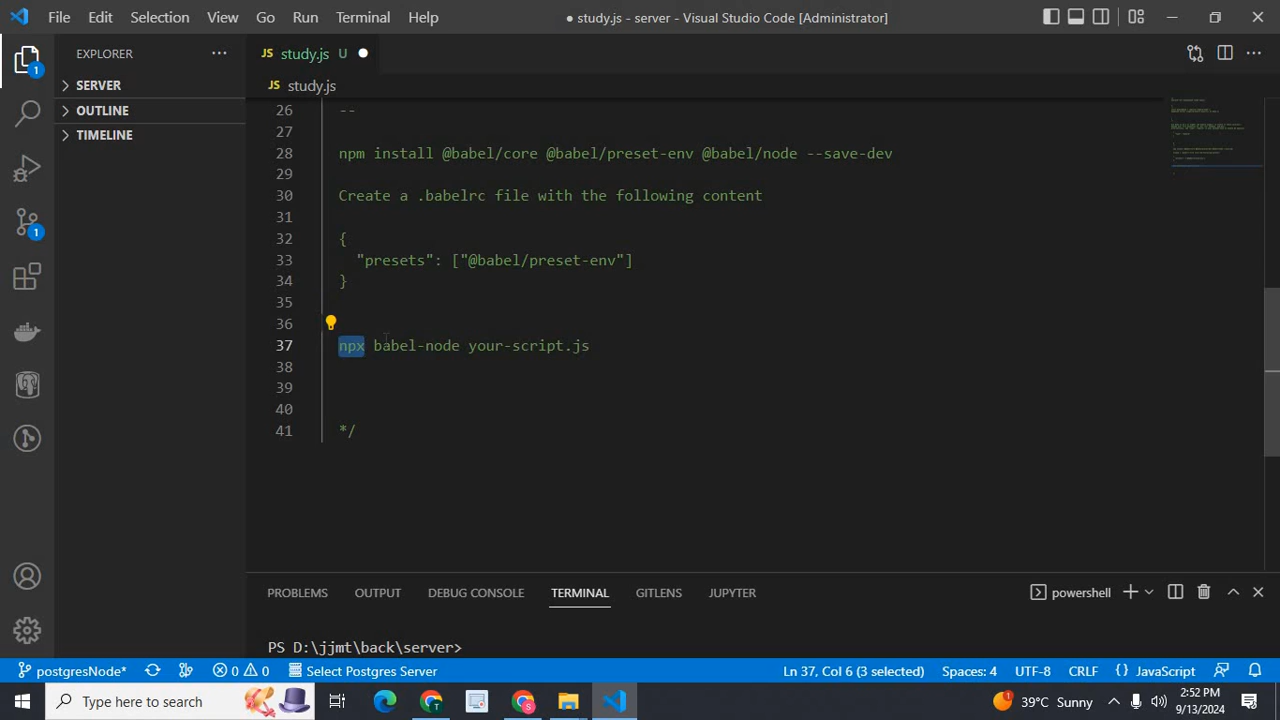 File Edit Selection View Go Run Terminal Help
● study.js - server - Visual Studio Code [Administrator]
EXPLORER ···
JS study.js U ●
1
SERVER
JS study.js
OUTLINE
TIMELINE
26 --
27
28 npm install @babel/core @babel/preset-env @babel/node --save-dev
29
30 Create a .babelrc file with the following content
31
32 {
33 "presets": ["@babel/preset-env"]
34 }
35
36
37 npx babel-node your-script.js
38
39
40
41 */
1
PROBLEMS OUTPUT DEBUG CONSOLE TERMINAL GITLENS JUPYTER
powershell
PS D:\jjmt\back\server>
postgresNode* 0 0 Select Postgres Server Ln 37, Col 6 (3 selected) Spaces: 4 UTF-8 CRLF {} JavaScript
Type here to search
T
S
1
39°C Sunny
2:52 PM
9/13/2024